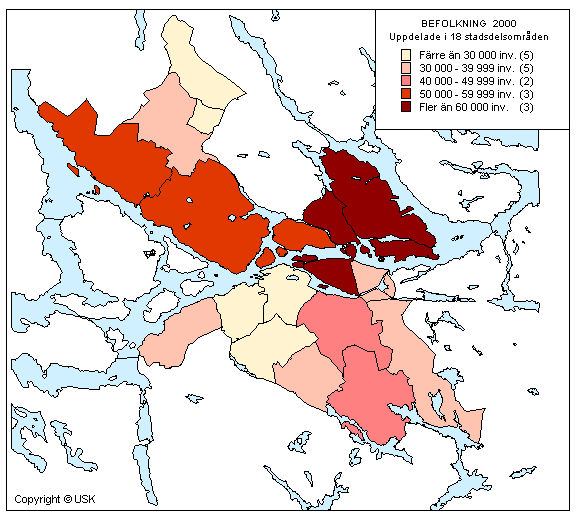 BEFOLKNING 2000
Uppdelade i 18 stadsdelsområden
Färre än 30 000 inv. (5)
30 000 - 39 999 inv. (5)
40 000 - 49 999 inv. (2)
50 000 - 59 999 inv. (3)
Fler än 60 000 inv. (3)
Copyright © USK